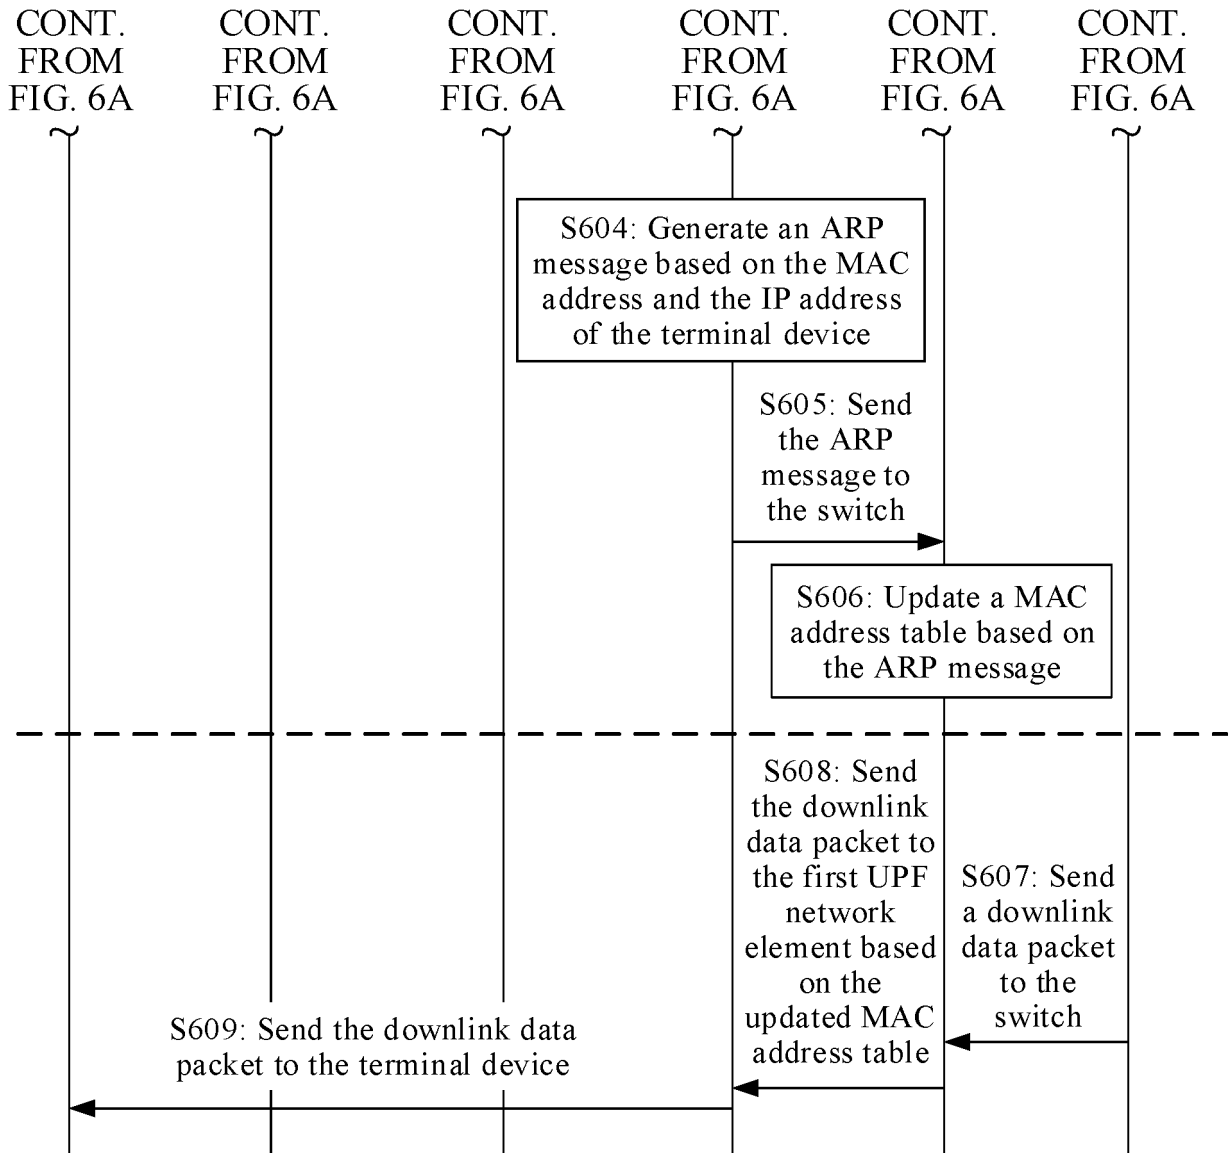 CONT.
FROM
FIG. 6A
CONT.
FROM
FIG. 6A
CONT.
FROM
FIG. 6A
CONT.
FROM
FIG. 6A
CONT.
FROM
FIG. 6A
CONT.
FROM
FIG. 6A
S604: Generate an ARP
message based on the MAC
address and the IP address
of the terminal device
S605: Send
the ARP
message to
the switch
S606: Update a MAC
address table based on
the ARP message
S608: Send
the downlink
data packet to
the first UPF
network
element based
on the
updated MAC
address table
S607: Send
a downlink
data packet
to the
switch
S609: Send the downlink data
packet to the terminal device